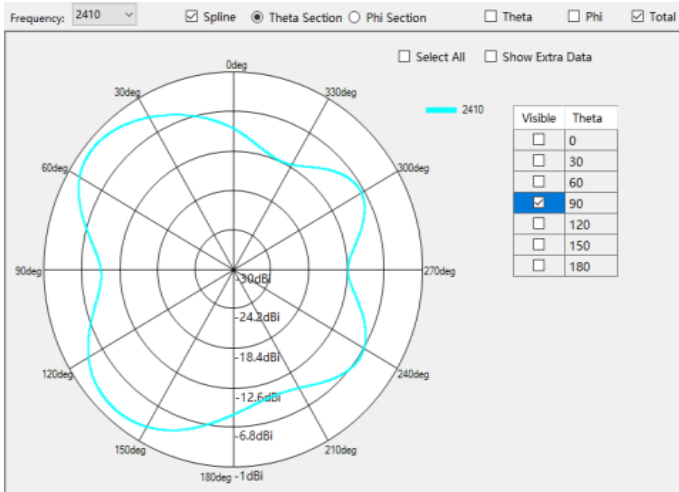 Frequency: 2410 Spline Theta Section Phi Section Theta Phi Total
Select All Show Extra Data
0deg
30deg
330deg
2410
Visible Theta
0
30
60
90
120
150
180
60deg
300deg
90deg
270deg
-30dBi
-24.2dBi
-18.4dBi
120deg
240deg
-12.6dBi
-6.8dBi
150deg
210deg
180deg -1dBi